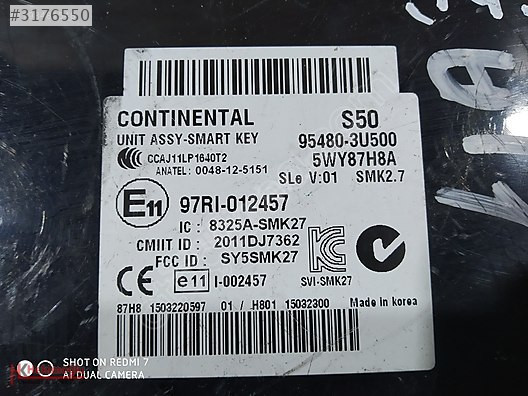 #3176550
CONTINENTAL S50
UNIT ASSY-SMART KEY 95480-3U500
CCAJ11LP1640T2 5WY87H8A
ANATEL : 0048-12-5151 SLe V:01 SMK2.7
E11 97RI-012457
IC : 8325A-SMK27
CMIIT ID : 2011DJ7362
FCC ID : SY5SMK27
CE e11 I-002457 SVI-SMK27
87H8 1503220597 01 / .H801 15032300 Made in korea
SHOT ON REDMI 7
AI DUAL CAMERA